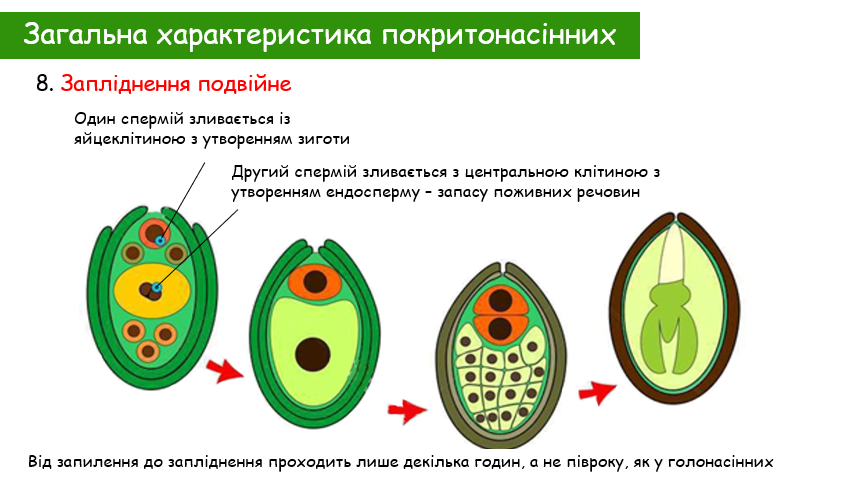 Загальна характеристика покритонасінних
8. Запліднення подвійне
Один спермій зливається із
яйцеклітиною з утворенням зиготи
Другий спермій зливається з центральною клітиною з
утворенням ендосперму – запасу поживних речовин
Від запилення до запліднення проходить лише декілька годин, а не півроку, як у голонасінних